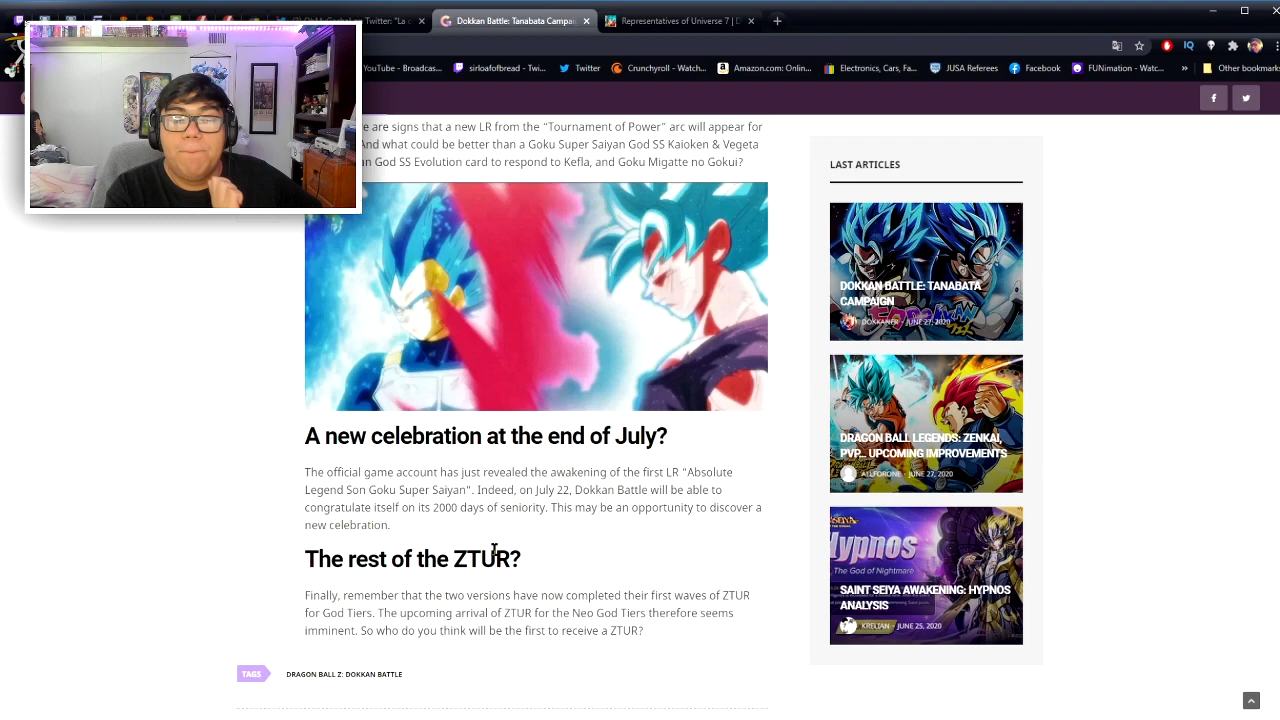 Twitter: "La c
Dokkan Battle: Tanabata Campai
Representatives of Universe 7 | D
YouTube - Broadcas...
sirloafofbread - Twi...
Twitter
Crunchyroll - Watch...
Amazon.com: Onlin...
Electronics, Cars, Fa...
JUSA Referees
Facebook
FUNimation - Watc...
»
Other bookmarks
e are signs that a new LR from the "Tournament of Power" arc will appear for
And what could be better than a Goku Super Saiyan God SS Kaioken & Vegeta
n God SS Evolution card to respond to Kefla, and Goku Migatte no Gokui?
A new celebration at the end of July?
The official game account has just revealed the awakening of the first LR "Absolute
Legend Son Goku Super Saiyan". Indeed, on July 22, Dokkan Battle will be able to
congratulate itself on its 2000 days of seniority. This may be an opportunity to discover a
new celebration.
The rest of the ZTUR?
Finally, remember that the two versions have now completed their first waves of ZTUR
for God Tiers. The upcoming arrival of ZTUR for the Neo God Tiers therefore seems
imminent. So who do you think will be the first to receive a ZTUR?
TAGS
DRAGON BALL Z: DOKKAN BATTLE
LAST ARTICLES
DOKKAN BATTLE: TANABATA
CAMPAIGN
DOKKANER - JUNE 27, 2020
DRAGON BALL LEGENDS: ZENKAI,
PVP... UPCOMING IMPROVEMENTS
ALLFORONE - JUNE 27, 2020
Hypnos
The God of Nightmare
SAINT SEIYA AWAKENING: HYPNOS
ANALYSIS
KRELIAN - JUNE 25, 2020